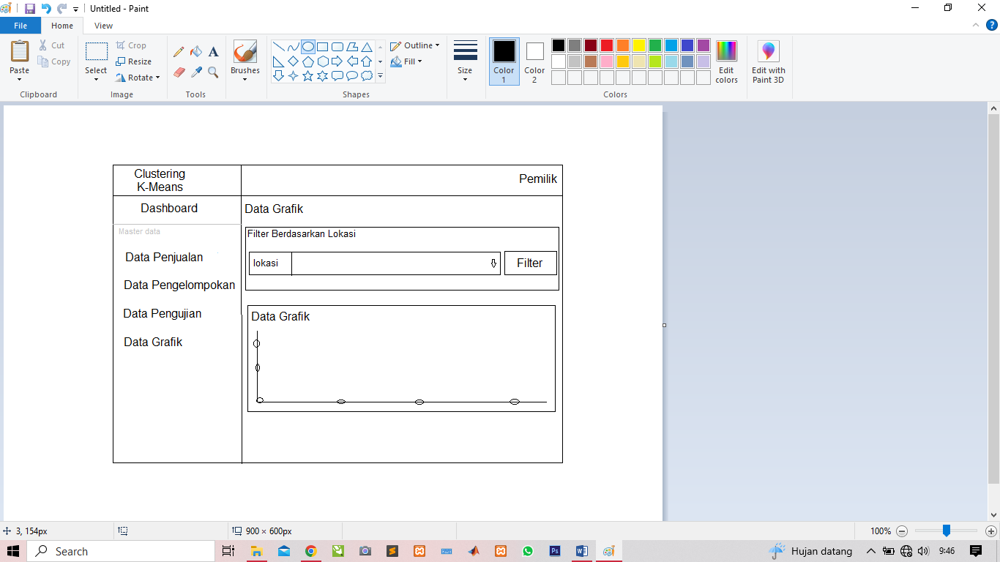 Untitled - Paint
File
Home
View
Paste
Cut
Copy
Clipboard
Select
Crop
Resize
Rotate
Image
A
Tools
Brushes
Shapes
Outline
Fill
Size
Color 1
Color 2
Colors
Edit colors
Edit with Paint 3D
Clustering
K-Means
Pemilik
Dashboard
Data Grafik
Master data
Filter Berdasarkan Lokasi
Data Penjualan
lokasi
Filter
Data Pengelompokan
Data Pengujian
Data Grafik
Data Grafik
3, 154px
900 × 600px
100%
Search
Ps
Hujan datang
9:46